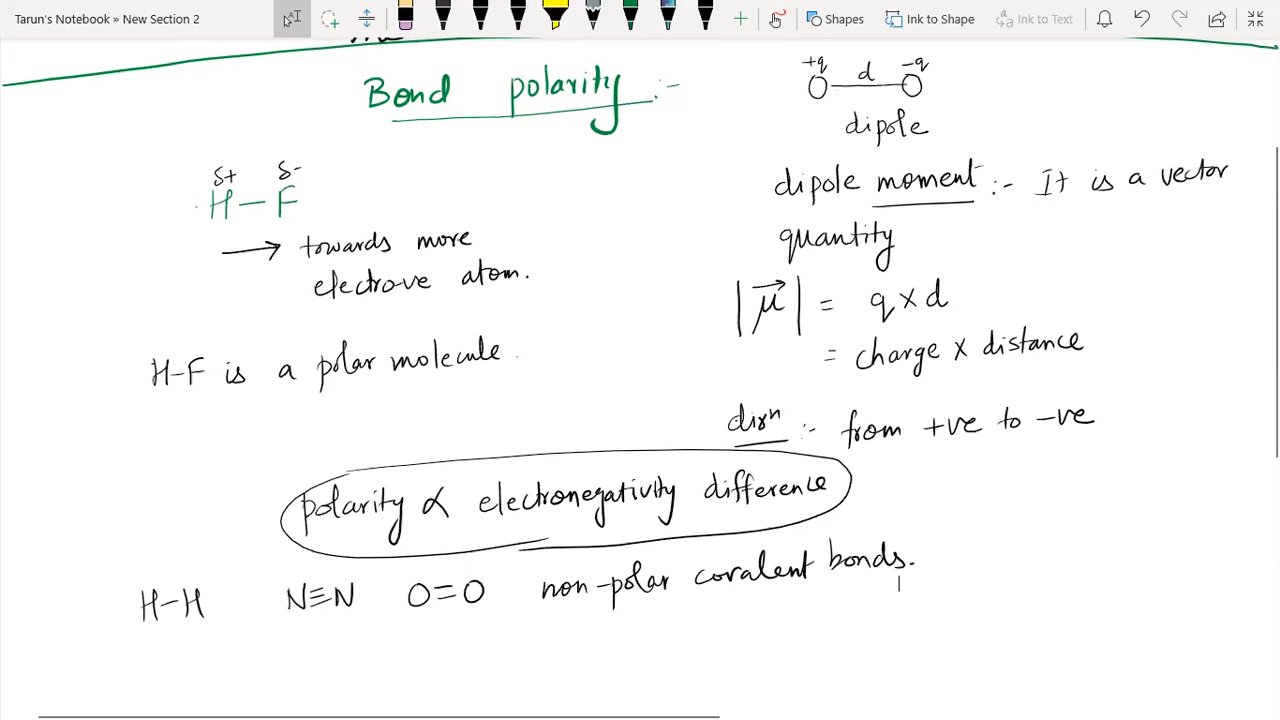 Tarun's Notebook » New Section 2
Shapes
Ink to Shape
Ink to Text
Bond polarity :-
δ+ δ-
H-F
→ towards more
electrove atom.
H-F is a polar molecule.
+q d -q
dipole
dipole moment :- It is a vector
quantity
|μ⃗| = q × d
= charge × distance
dirⁿ :- from +ve to -ve
polarity ∝ electronegativity difference
H-H N≡N O=O non-polar covalent bonds.